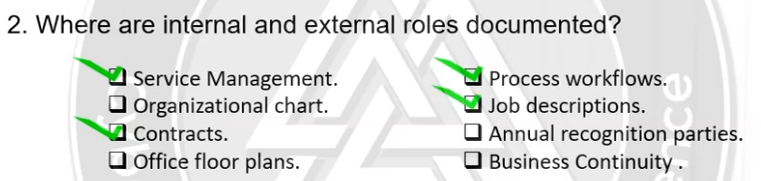 2. Where are internal and external roles documented?
Service Management.
Organizational chart.
Contracts.
Office floor plans.
Process workflows.
Job descriptions.
Annual recognition parties.
Business Continuity .